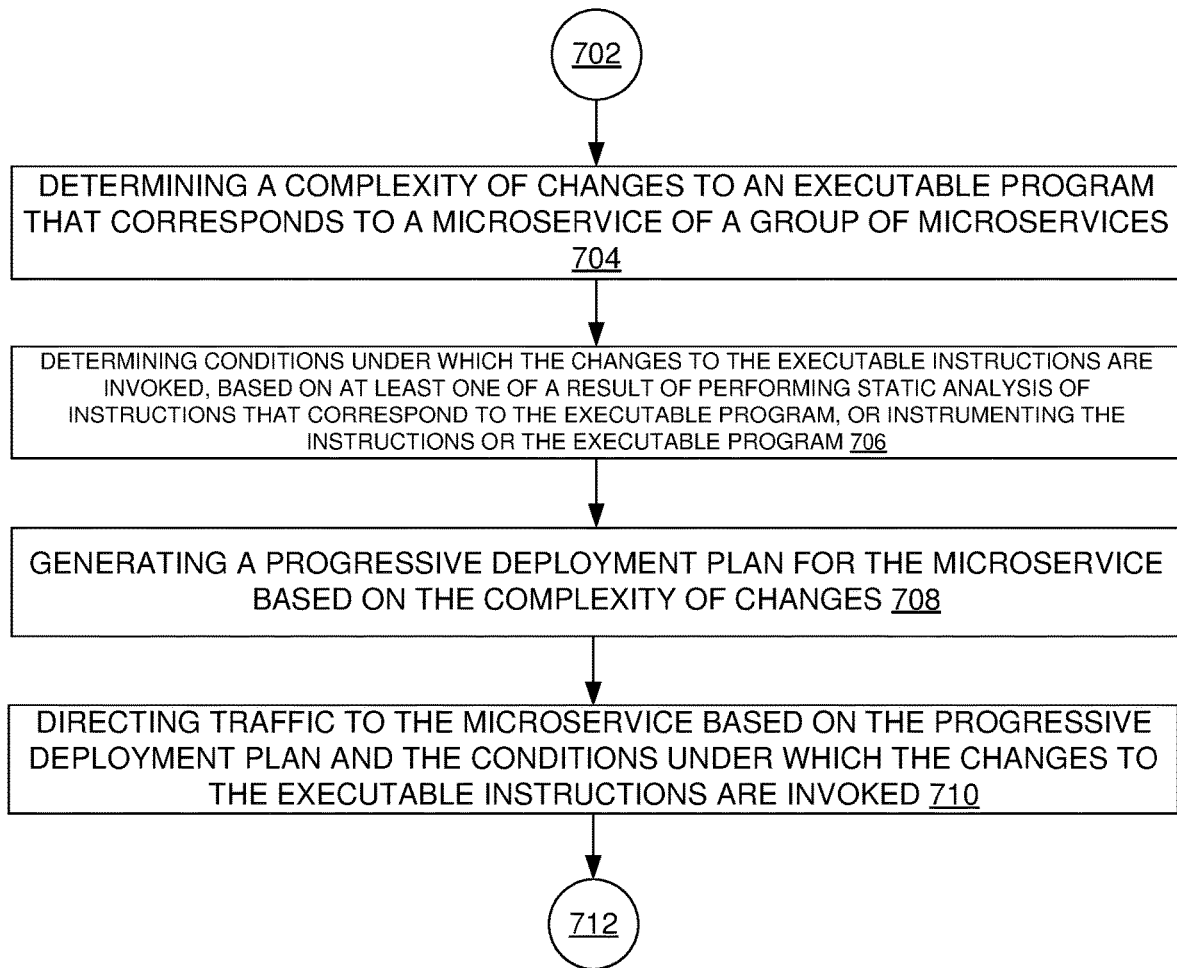 702
DETERMINING A COMPLEXITY OF CHANGES TO AN EXECUTABLE PROGRAM
THAT CORRESPONDS TO A MICROSERVICE OF A GROUP OF MICROSERVICES
704
DETERMINING CONDITIONS UNDER WHICH THE CHANGES TO THE EXECUTABLE INSTRUCTIONS ARE
INVOKED, BASED ON AT LEAST ONE OF A RESULT OF PERFORMING STATIC ANALYSIS OF
INSTRUCTIONS THAT CORRESPOND TO THE EXECUTABLE PROGRAM, OR INSTRUMENTING THE
INSTRUCTIONS OR THE EXECUTABLE PROGRAM 706
GENERATING A PROGRESSIVE DEPLOYMENT PLAN FOR THE MICROSERVICE
BASED ON THE COMPLEXITY OF CHANGES 708
DIRECTING TRAFFIC TO THE MICROSERVICE BASED ON THE PROGRESSIVE
DEPLOYMENT PLAN AND THE CONDITIONS UNDER WHICH THE CHANGES TO
THE EXECUTABLE INSTRUCTIONS ARE INVOKED 710
712